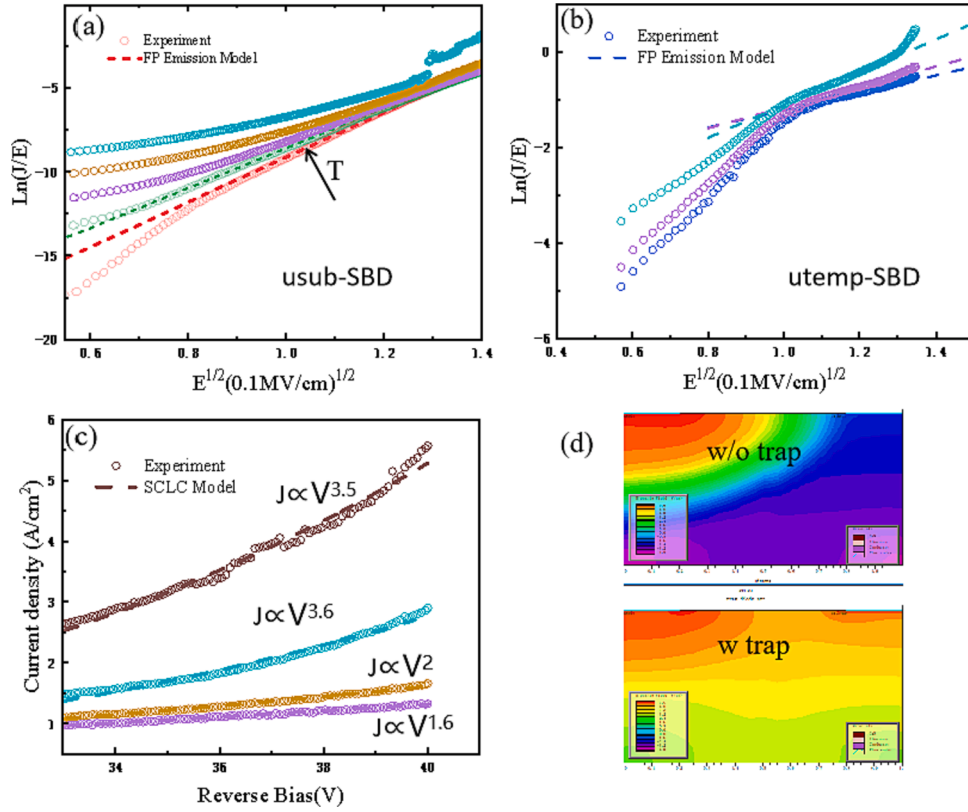 (a)
Experiment
FP Emission Model
Ln(J/E)
-5
-10
-15
-20
T
usub-SBD
0.6 0.8 1.0 1.2 1.4
E1/2(0.1MV/cm)1/2
(b)
Experiment
FP Emission Model
Ln(J/E)
0
-2
-4
-6
utemp-SBD
0.4 0.6 0.8 1.0 1.2 1.4
E1/2(0.1MV/cm)1/2
(c)
Experiment
SCLC Model
Current density (A/cm2)
6
5
4
3
2
1
J∝V3.5
J∝V3.6
J∝V2
J∝V1.6
34 36 38 40
Reverse Bias(V)
(d)
w/o trap
w trap